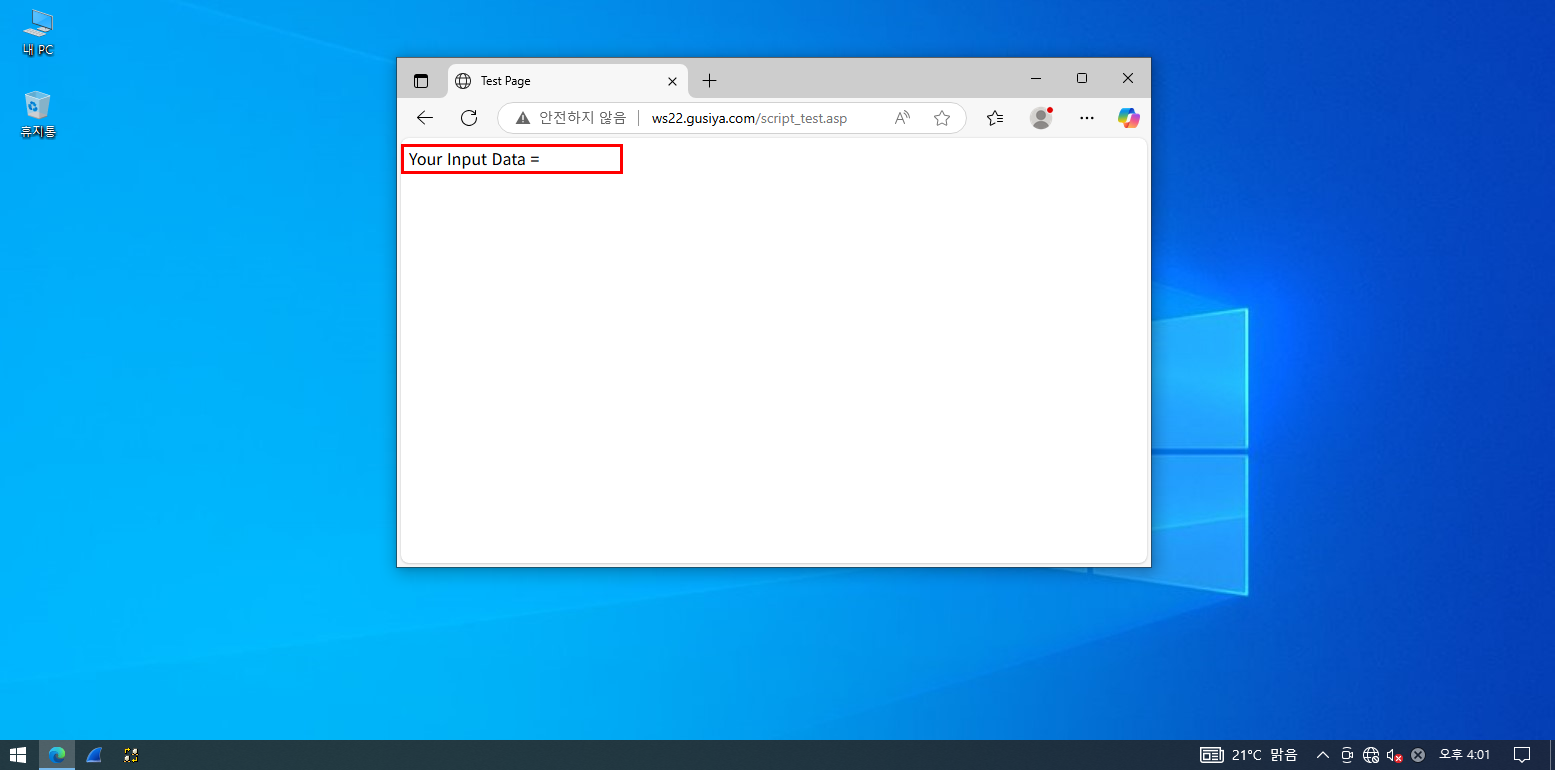 내 PC
휴지통
Test Page
안전하지 않음
ws22.gusiya.com/script_test.asp
Your Input Data =
21°C 맑음
오후 4:01